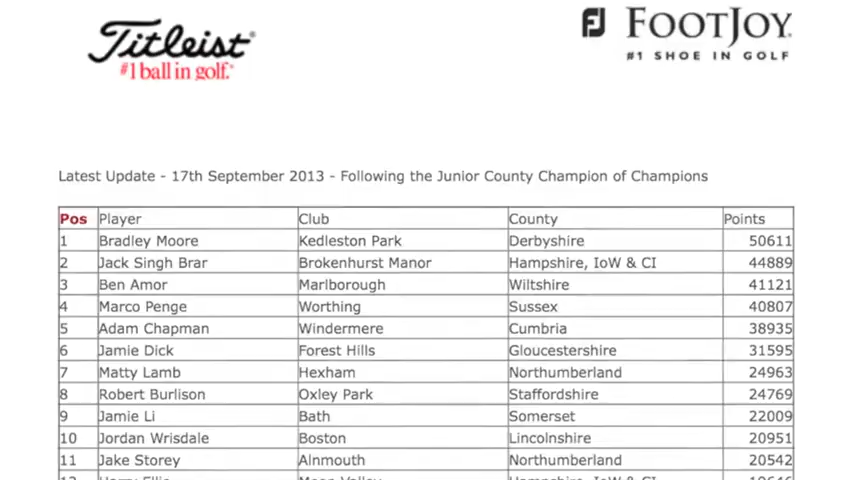 Titleist®
#1 ball in golf.®
FJ FOOTJOY
#1 SHOE IN GOLF
Latest Update - 17th September 2013 - Following the Junior County Champion of Champions
Pos Player Club County Points
1 Bradley Moore Kedleston Park Derbyshire 50611
2 Jack Singh Brar Brokenhurst Manor Hampshire, IoW & CI 44889
3 Ben Amor Marlborough Wiltshire 41121
4 Marco Penge Worthing Sussex 40807
5 Adam Chapman Windermere Cumbria 38935
6 Jamie Dick Forest Hills Gloucestershire 31595
7 Matty Lamb Hexham Northumberland 24963
8 Robert Burlison Oxley Park Staffordshire 24769
9 Jamie Li Bath Somerset 22009
10 Jordan Wrisdale Boston Lincolnshire 20951
11 Jake Storey Alnmouth Northumberland 20542